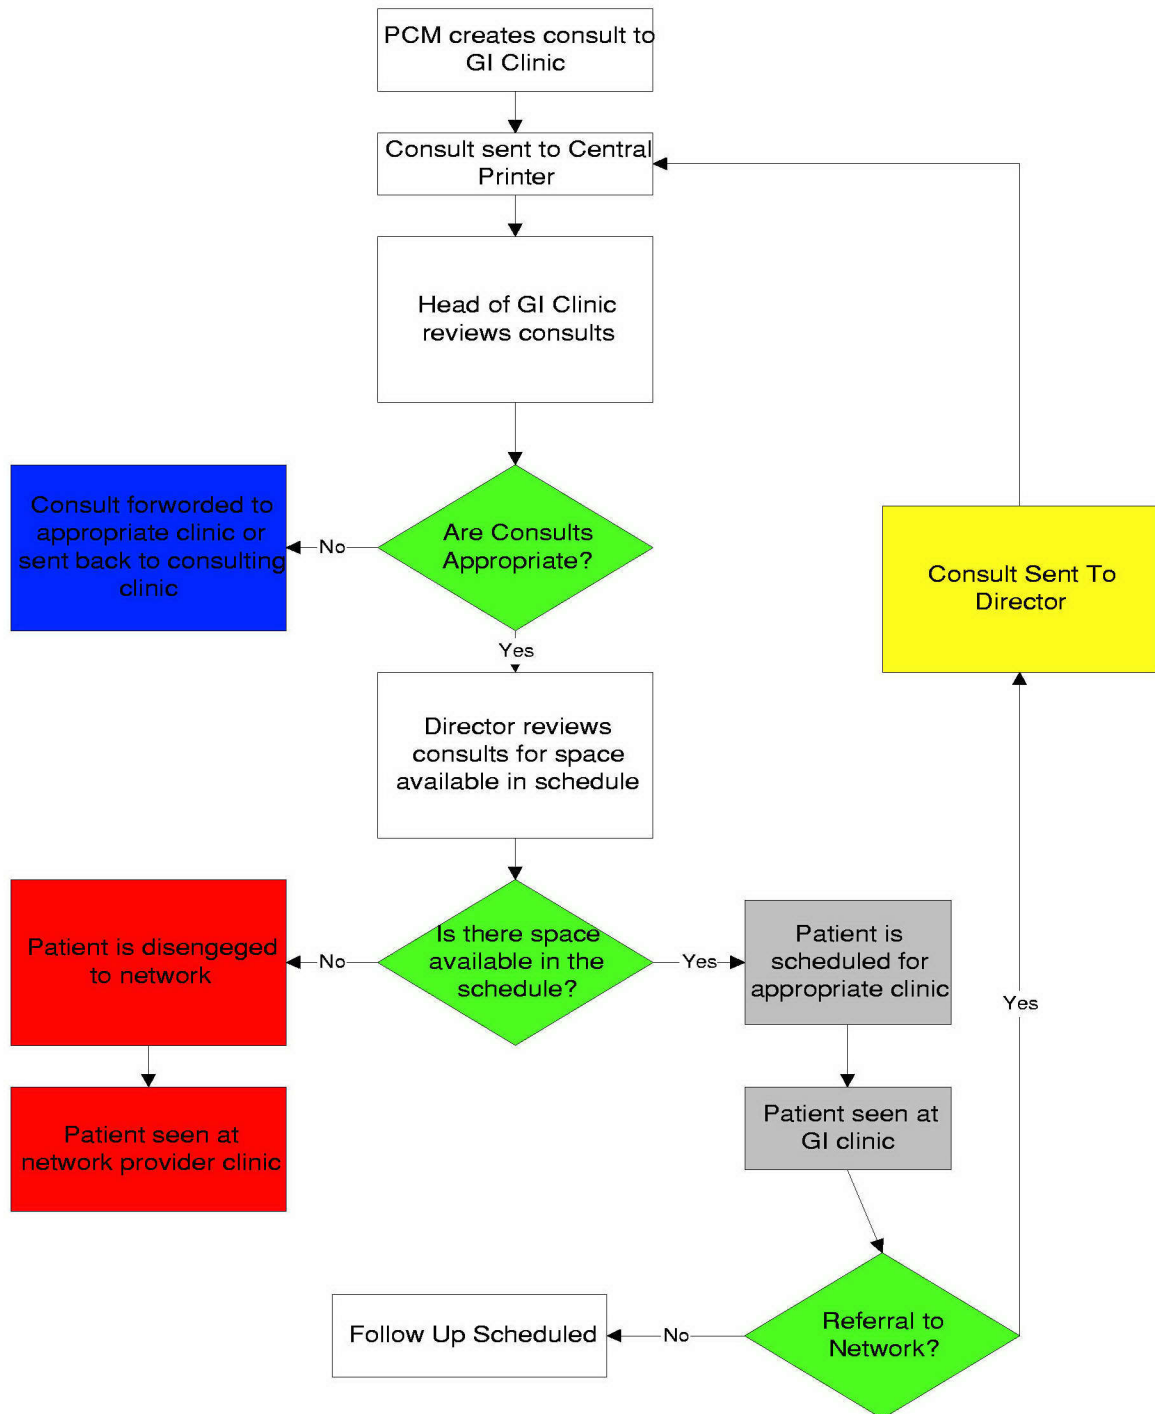 PCM creates consult to
GI Clinic
Consult sent to Central
Printer
Head of GI Clinic
reviews consults
Are Consults
Appropriate?
No
Consult forworded to
appropriate clinic or
sent back to consulting
clinic
Yes
Consult Sent To
Director
Director reviews
consults for space
available in schedule
Is there space
available in the
schedule?
No
Patient is disengeged
to network
Patient seen at
network provider clinic
Yes
Patient is
scheduled for
appropriate clinic
Patient seen at
GI clinic
Referral to
Network?
Yes
No
Follow Up Scheduled